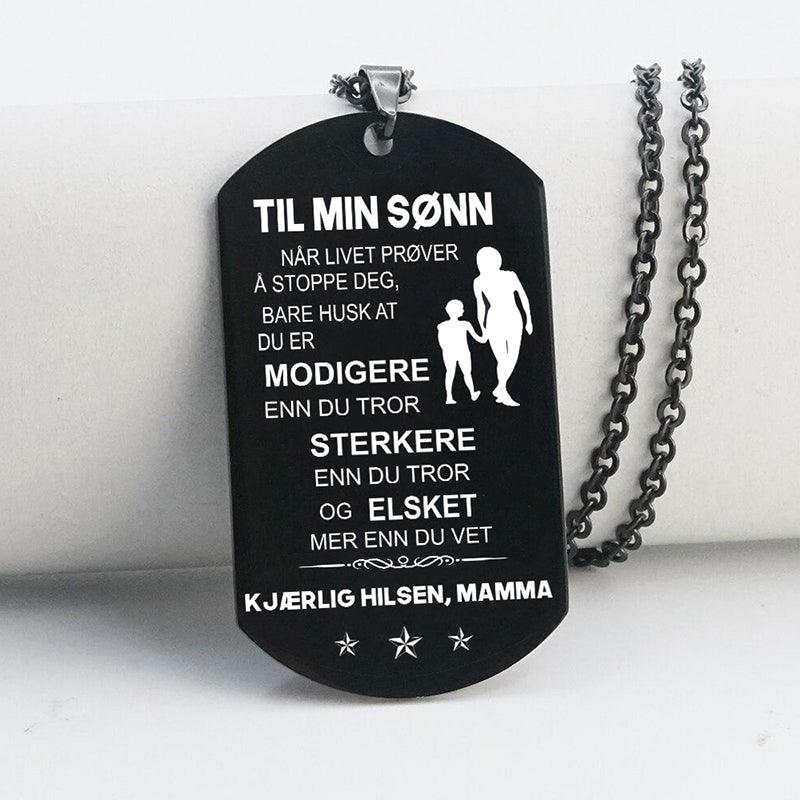 TIL MIN SØNN
NÅR LIVET PRØVER
Å STOPPE DEG,
BARE HUSK AT
DU ER
MODIGERE
ENN DU TROR
STERKERE
ENN DU TROR
OG ELSKET
MER ENN DU VET
KJÆRLIG HILSEN, MAMMA